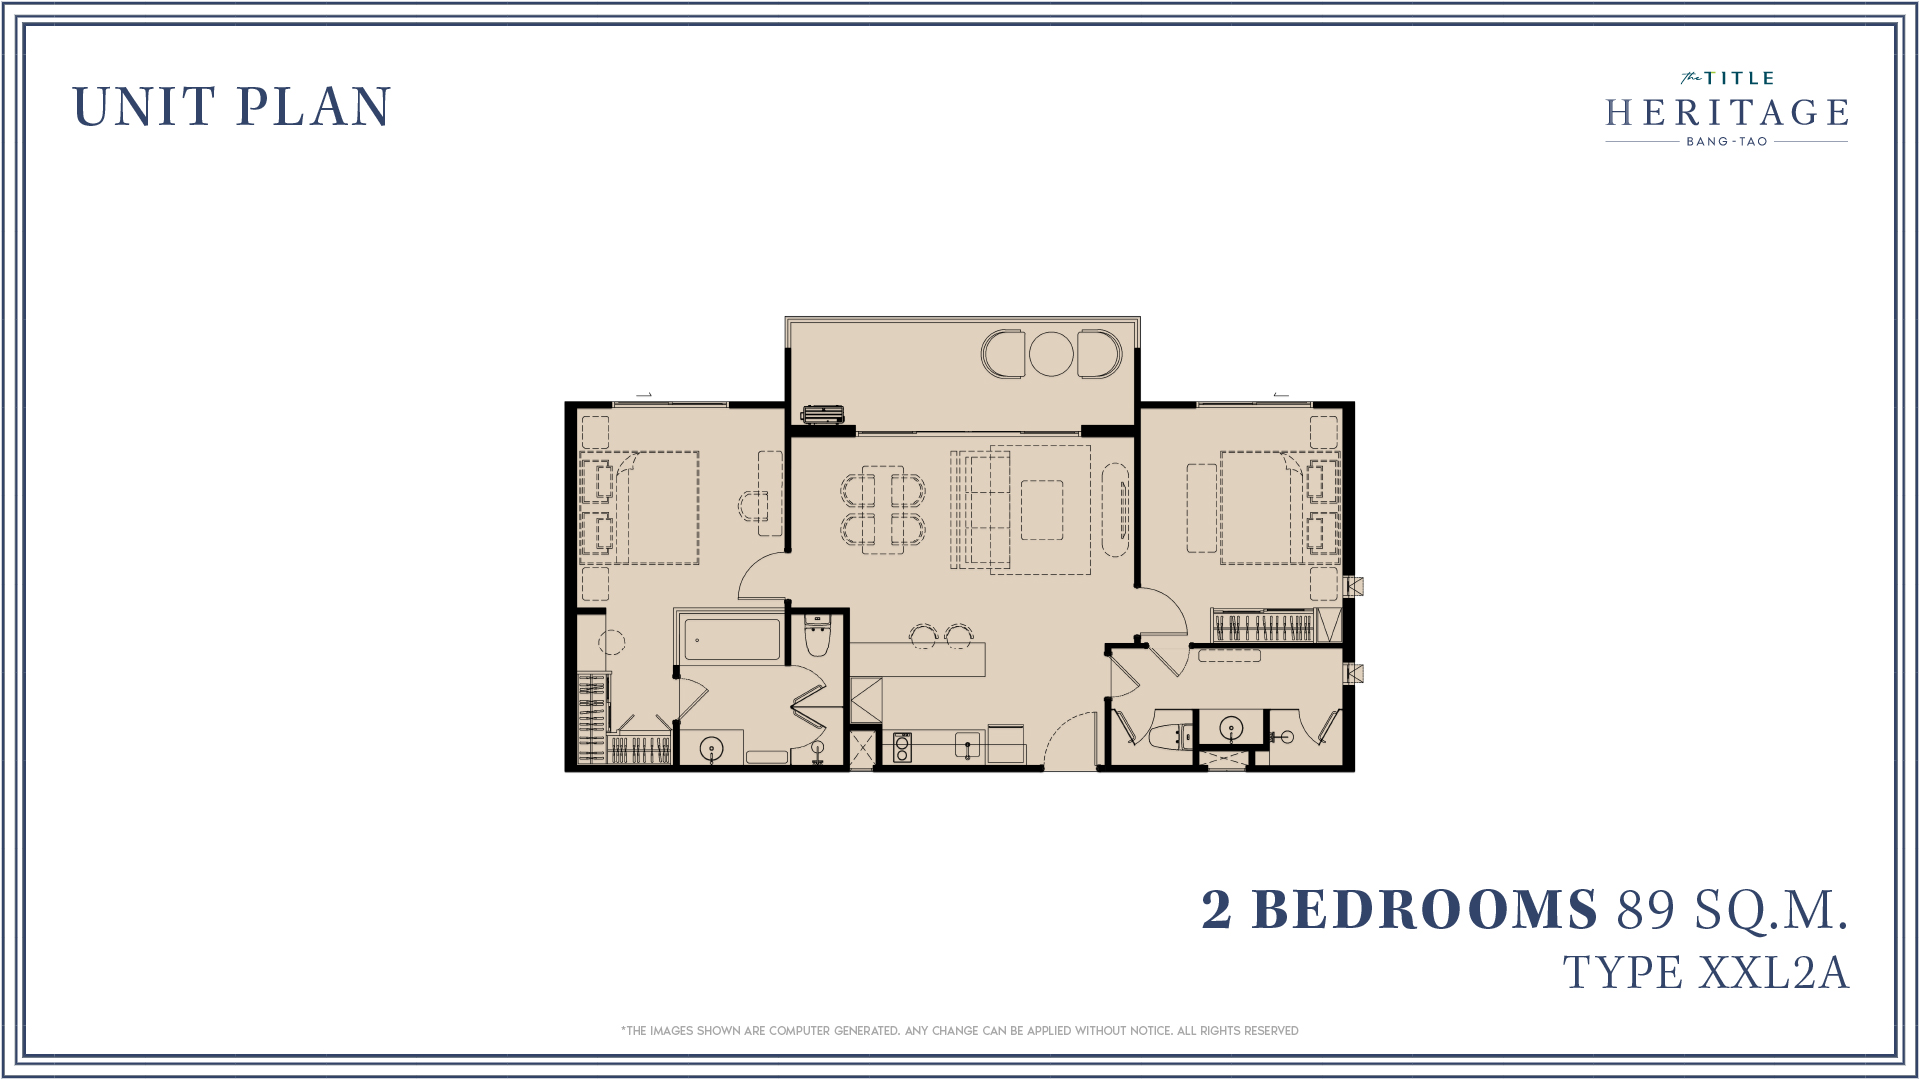 UNIT PLAN
the TITLE
HERITAGE
BANG-TAO
2 BEDROOMS 89 SQ.M.
TYPE XXL2A
*THE IMAGES SHOWN ARE COMPUTER GENERATED. ANY CHANGE CAN BE APPLIED WITHOUT NOTICE. ALL RIGHTS RESERVED